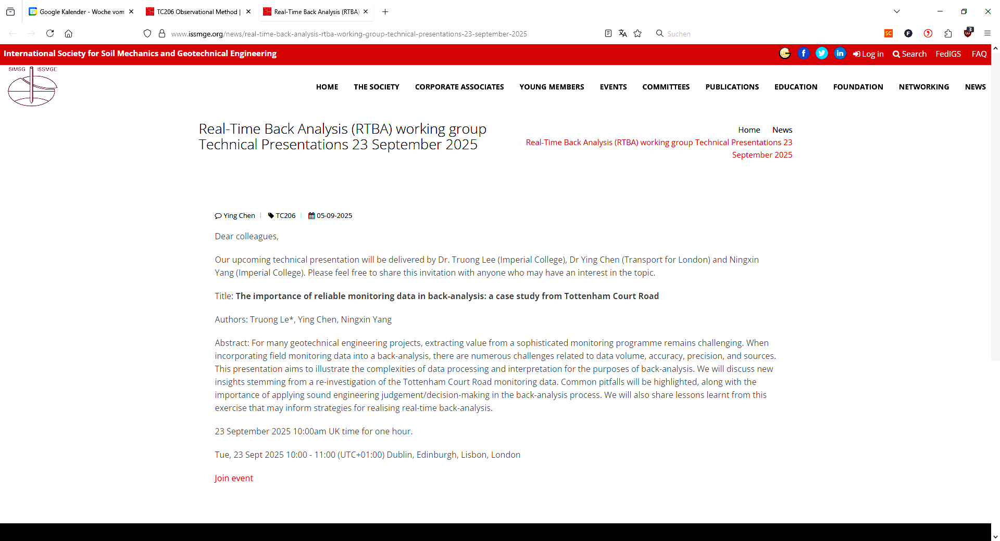 Google Kalender - Woche vom
TC206 Observational Method |
Real-Time Back Analysis (RTBA)
www.issmge.org/news/real-time-back-analysis-rtba-working-group-technical-presentations-23-september-2025
Suchen
SC
F
3
International Society for Soil Mechanics and Geotechnical Engineering
Log in
Search
FedIGS
FAQ
SIMSG ISSMGE
HOME
THE SOCIETY
CORPORATE ASSOCIATES
YOUNG MEMBERS
EVENTS
COMMITTEES
PUBLICATIONS
EDUCATION
FOUNDATION
NETWORKING
NEWS
Real-Time Back Analysis (RTBA) working group
Technical Presentations 23 September 2025
Home News
Real-Time Back Analysis (RTBA) working group Technical Presentations 23
September 2025
Ying Chen | TC206 | 05-09-2025
Dear colleagues,
Our upcoming technical presentation will be delivered by Dr. Truong Lee (Imperial College), Dr Ying Chen (Transport for London) and Ningxin
Yang (Imperial College). Please feel free to share this invitation with anyone who may have an interest in the topic.
Title: The importance of reliable monitoring data in back-analysis: a case study from Tottenham Court Road
Authors: Truong Le*, Ying Chen, Ningxin Yang
Abstract: For many geotechnical engineering projects, extracting value from a sophisticated monitoring programme remains challenging. When
incorporating field monitoring data into a back-analysis, there are numerous challenges related to data volume, accuracy, precision, and sources.
This presentation aims to illustrate the complexities of data processing and interpretation for the purposes of back-analysis. We will discuss new
insights stemming from a re-investigation of the Tottenham Court Road monitoring data. Common pitfalls will be highlighted, along with the
importance of applying sound engineering judgement/decision-making in the back-analysis process. We will also share lessons learnt from this
exercise that may inform strategies for realising real-time back-analysis.
23 September 2025 10:00am UK time for one hour.
Tue, 23 Sept 2025 10:00 - 11:00 (UTC+01:00) Dublin, Edinburgh, Lisbon, London
Join event